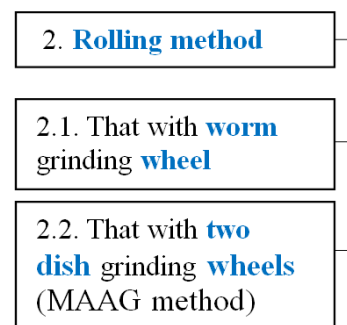 2. Rolling method
2.1. That with worm
grinding wheel
2.2. That with two
dish grinding wheels
(MAAG method)